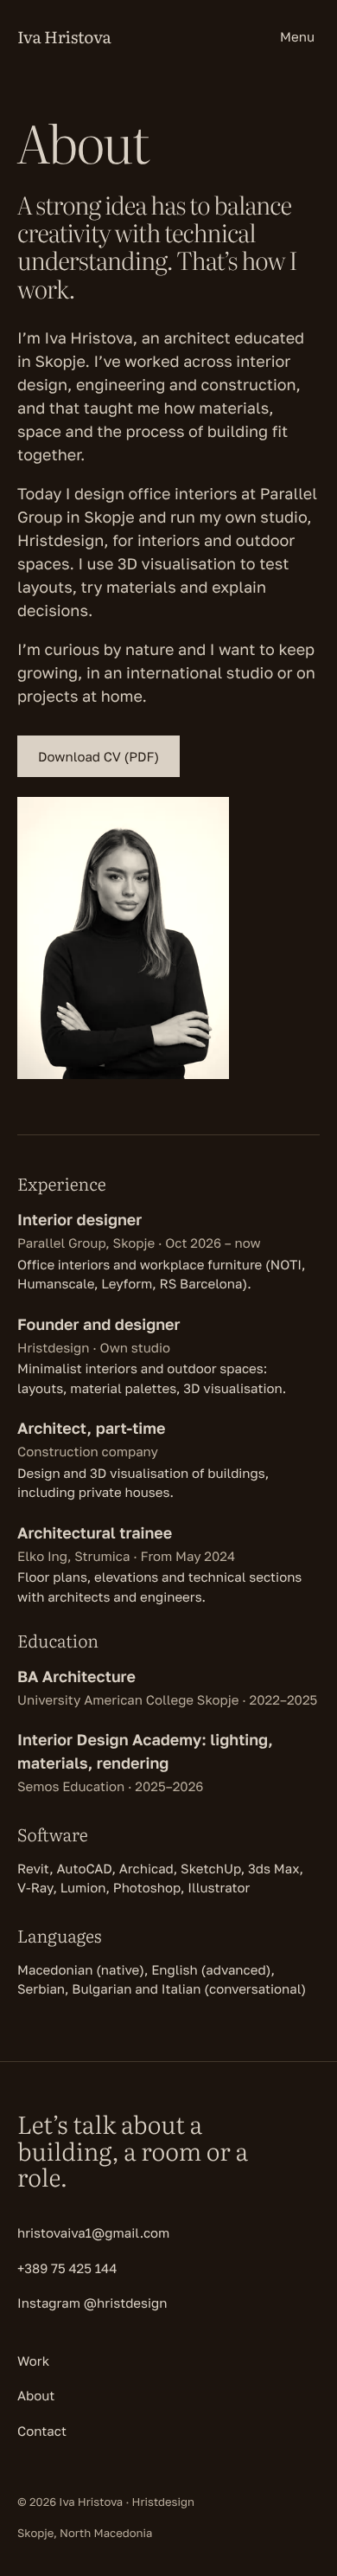 Iva Hristova
Menu
About
A strong idea has to balance
creativity with technical
understanding. That’s how I
work.
I’m Iva Hristova, an architect educated
in Skopje. I’ve worked across interior
design, engineering and construction,
and that taught me how materials,
space and the process of building fit
together.
Today I design office interiors at Parallel
Group in Skopje and run my own studio,
Hristdesign, for interiors and outdoor
spaces. I use 3D visualisation to test
layouts, try materials and explain
decisions.
I’m curious by nature and I want to keep
growing, in an international studio or on
projects at home.
Download CV (PDF)
Experience
Interior designer
Parallel Group, Skopje · Oct 2026 – now
Office interiors and workplace furniture (NOTI,
Humanscale, Leyform, RS Barcelona).
Founder and designer
Hristdesign · Own studio
Minimalist interiors and outdoor spaces:
layouts, material palettes, 3D visualisation.
Architect, part-time
Construction company
Design and 3D visualisation of buildings,
including private houses.
Architectural trainee
Elko Ing, Strumica · From May 2024
Floor plans, elevations and technical sections
with architects and engineers.
Education
BA Architecture
University American College Skopje · 2022–2025
Interior Design Academy: lighting,
materials, rendering
Semos Education · 2025–2026
Software
Revit, AutoCAD, Archicad, SketchUp, 3ds Max,
V-Ray, Lumion, Photoshop, Illustrator
Languages
Macedonian (native), English (advanced),
Serbian, Bulgarian and Italian (conversational)
Let’s talk about a
building, a room or a
role.
hristovaiva1@gmail.com
+389 75 425 144
Instagram @hristdesign
Work
About
Contact
© 2026 Iva Hristova · Hristdesign
Skopje, North Macedonia